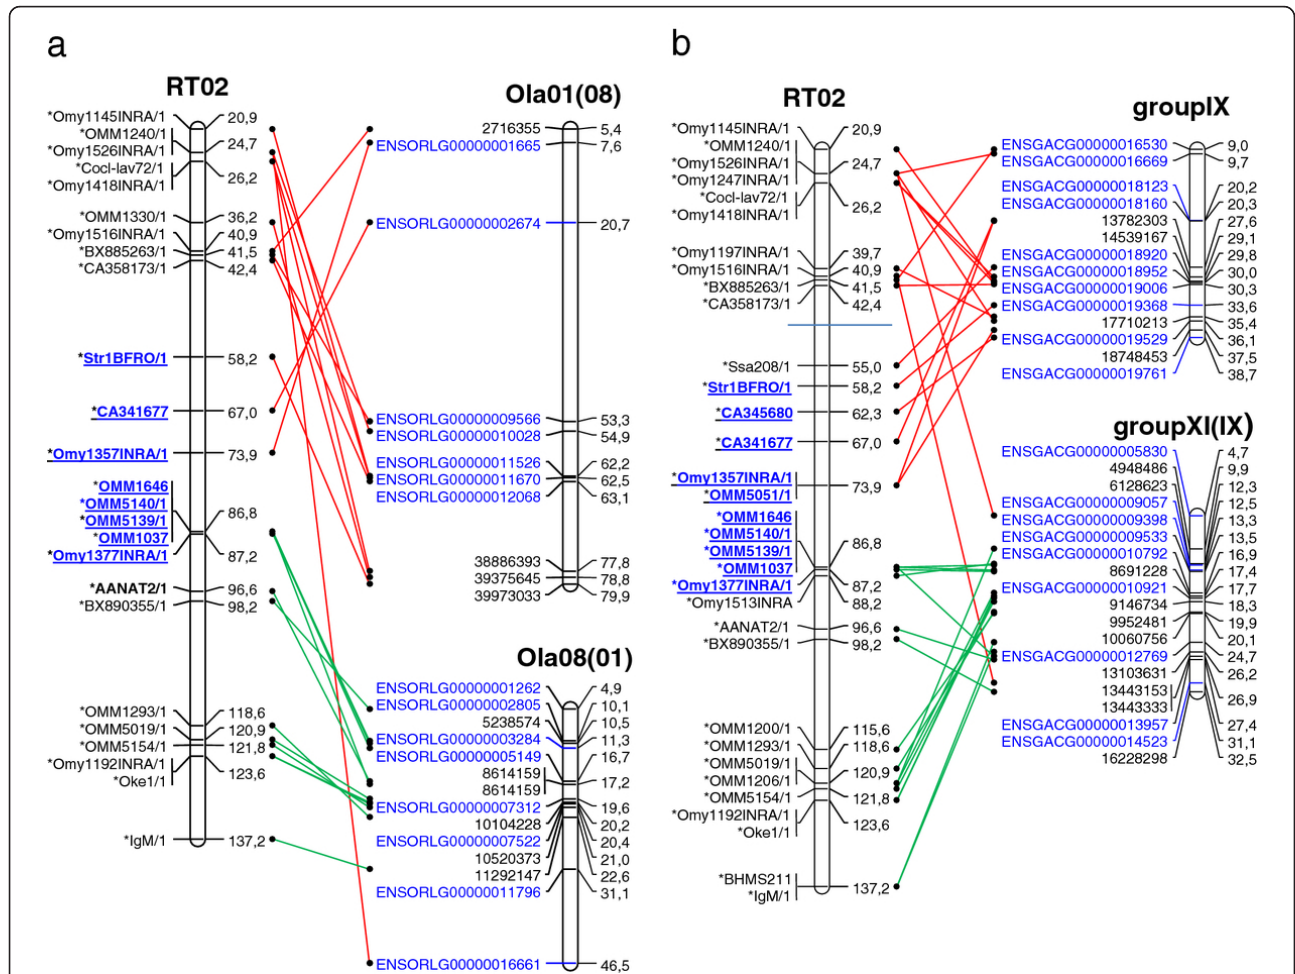 a
RT02
*Omy1145INRA/1 20,9
*OMM1240/1
*Omy1526INRA/1 24,7
*Cocl-lav72/1
*Omy1418INRA/1 26,2
*OMM1330/1 36,2
*Omy1516INRA/1 40,9
*BX885263/1 41,5
*CA358173/1 42,4
*Str1BFRO/1 58,2
*CA341677 67,0
*Omy1357INRA/1 73,9
*OMM1646
*OMM5140/1 86,8
*OMM5139/1
*OMM1037
*Omy1377INRA/1 87,2
*AANAT2/1 96,6
*BX890355/1 98,2
*OMM1293/1 118,6
*OMM5019/1 120,9
*OMM5154/1 121,8
*Omy1192INRA/1
*Oke1/1 123,6
*IgM/1 137,2
Ola01(08)
2716355 5,4
ENSORLG00000001665 7,6
ENSORLG00000002674 20,7
ENSORLG00000009566 53,3
ENSORLG00000010028 54,9
ENSORLG00000011526 62,2
ENSORLG00000011670 62,5
ENSORLG00000012068 63,1
38886393 77,8
39375645 78,8
39973033 79,9
Ola08(01)
ENSORLG00000001262 4,9
ENSORLG00000002805 10,1
5238574 10,5
ENSORLG00000003284 11,3
ENSORLG00000005149 16,7
8614159
8614159 17,2
ENSORLG00000007312 19,6
10104228 20,2
ENSORLG00000007522 20,4
10520373 21,0
11292147 22,6
ENSORLG00000011796 31,1
ENSORLG00000016661 46,5
b
RT02
*Omy1145INRA/1 20,9
*OMM1240/1
*Omy1526INRA/1 24,7
*Omy1247INRA/1
*Cocl-lav72/1
*Omy1418INRA/1 26,2
*Omy1197INRA/1 39,7
*Omy1516INRA/1 40,9
*BX885263/1 41,5
*CA358173/1 42,4
*Ssa208/1 55,0
*Str1BFRO/1 58,2
*CA345680 62,3
*CA341677 67,0
*Omy1357INRA/1
*OMM5051/1 73,9
*OMM1646
*OMM5140/1
*OMM5139/1 86,8
*OMM1037
*Omy1377INRA/1 87,2
*Omy1513INRA 88,2
*AANAT2/1 96,6
*BX890355/1 98,2
*OMM1200/1 115,6
*OMM1293/1 118,6
*OMM5019/1
*OMM1206/1 120,9
*OMM5154/1 121,8
*Omy1192INRA/1
*Oke1/1 123,6
*BHMS211
*IgM/1 137,2
groupIX
ENSGACG00000016530 9,0
ENSGACG00000016669 9,7
ENSGACG00000018123 20,2
ENSGACG00000018160 20,3
13782303 27,6
14539167 29,1
ENSGACG00000018920 29,8
ENSGACG00000018952 30,0
ENSGACG00000019006 30,3
ENSGACG00000019368 33,6
17710213 35,4
ENSGACG00000019529 36,1
18748453 37,5
ENSGACG00000019761 38,7
groupXI(IX)
ENSGACG00000005830 4,7
4948486 9,9
6128623 12,3
ENSGACG00000009057 12,5
ENSGACG00000009398 13,3
ENSGACG00000009533 13,5
ENSGACG00000010792 16,9
8691228 17,4
ENSGACG00000010921 17,7
9146734 18,3
9952481 19,9
10060756 20,1
ENSGACG00000012769 24,7
13103631 26,2
13443153
13443333 26,9
ENSGACG00000013957 27,4
ENSGACG00000014523 31,1
16228298 32,5